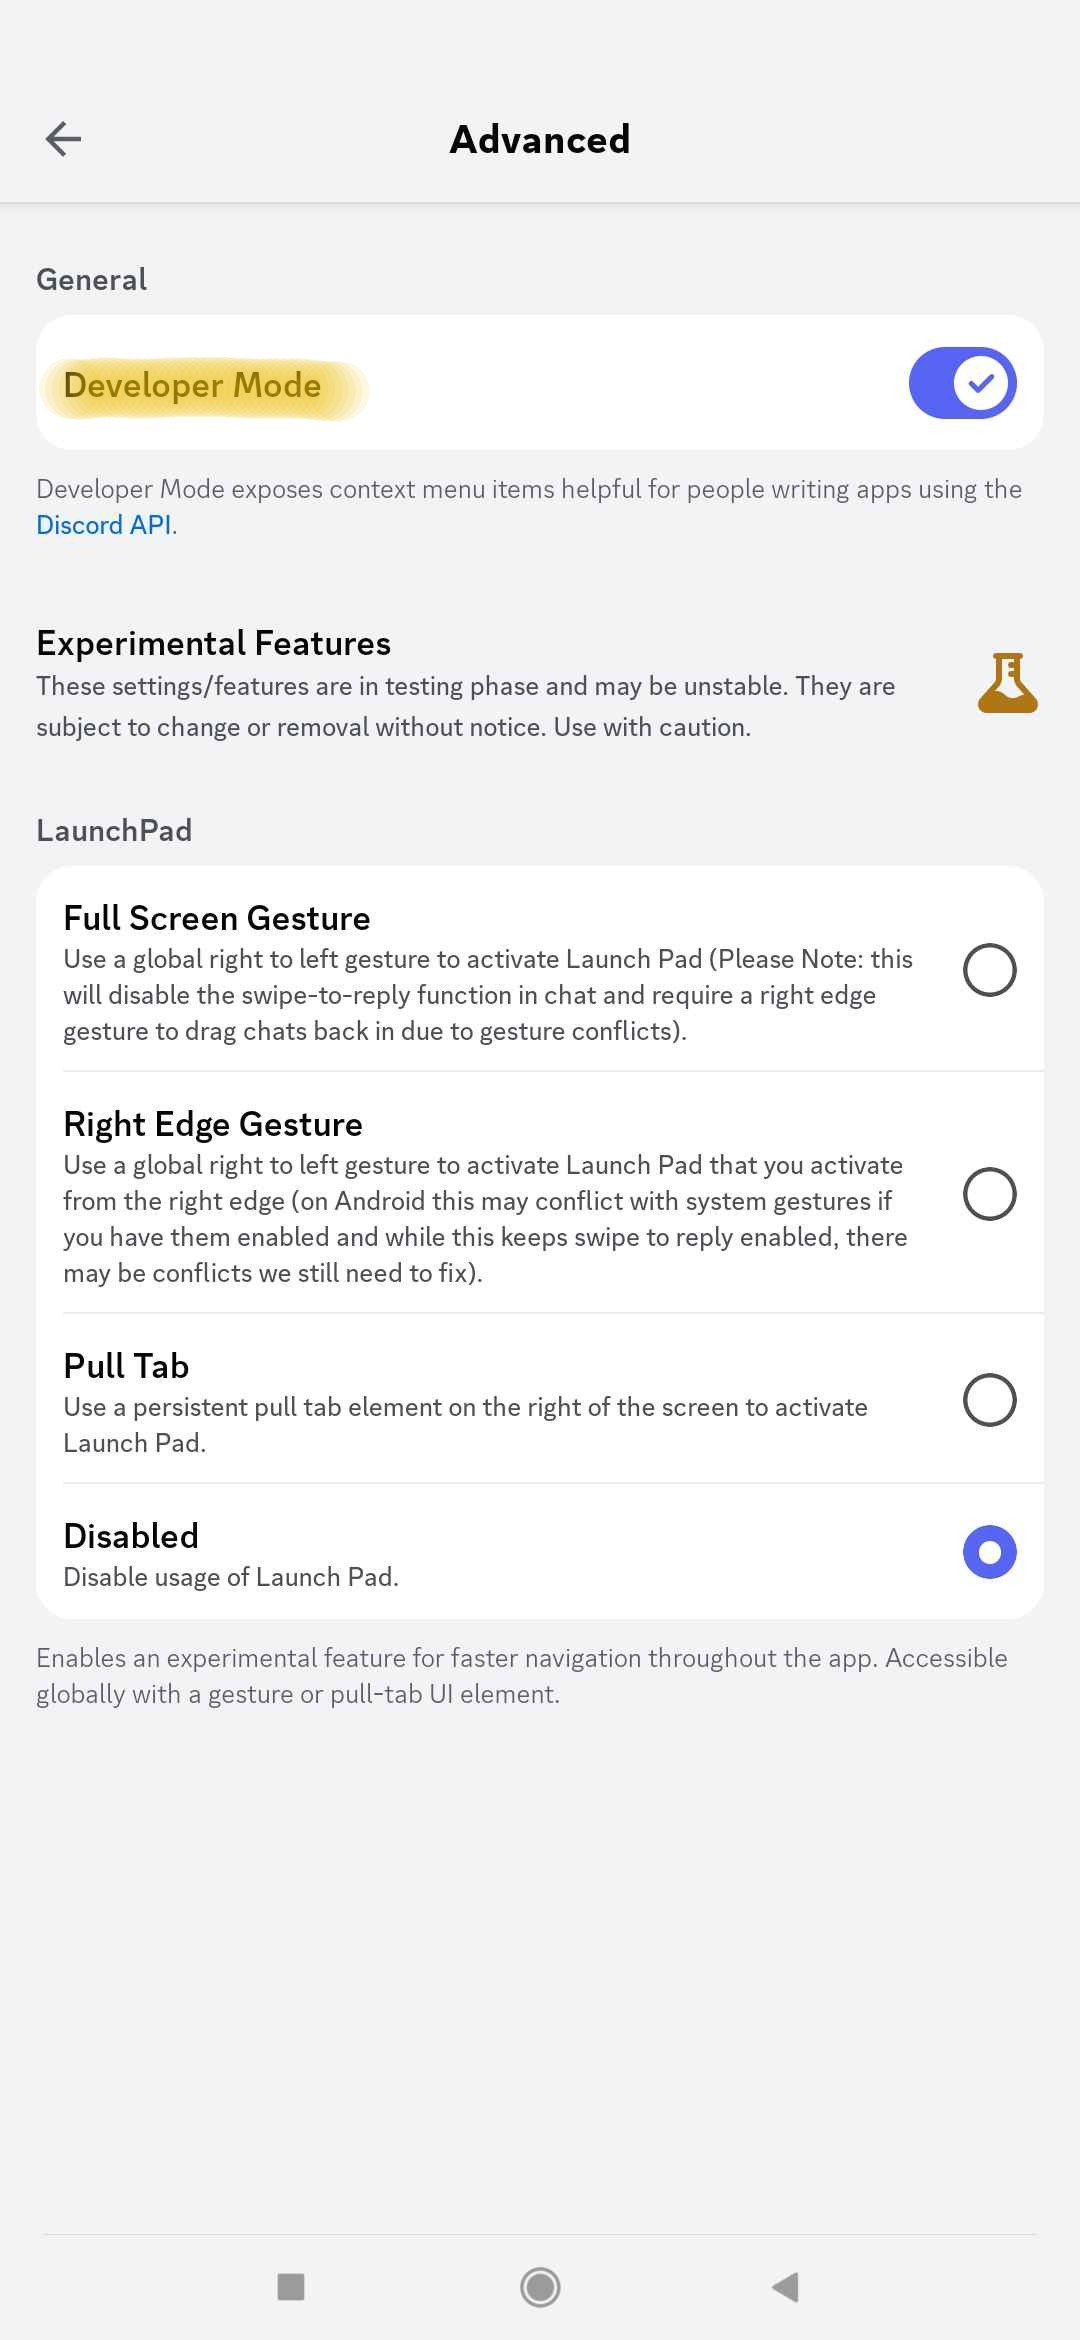 Advanced
General
Developer Mode
Developer Mode exposes context menu items helpful for people writing apps using the
Discord API.
Experimental Features
These settings/features are in testing phase and may be unstable. They are
subject to change or removal without notice. Use with caution.
LaunchPad
Full Screen Gesture
Use a global right to left gesture to activate Launch Pad (Please Note: this
will disable the swipe-to-reply function in chat and require a right edge
gesture to drag chats back in due to gesture conflicts).
Right Edge Gesture
Use a global right to left gesture to activate Launch Pad that you activate
from the right edge (on Android this may conflict with system gestures if
you have them enabled and while this keeps swipe to reply enabled, there
may be conflicts we still need to fix).
Pull Tab
Use a persistent pull tab element on the right of the screen to activate
Launch Pad.
Disabled
Disable usage of Launch Pad.
Enables an experimental feature for faster navigation throughout the app. Accessible
globally with a gesture or pull-tab UI element.